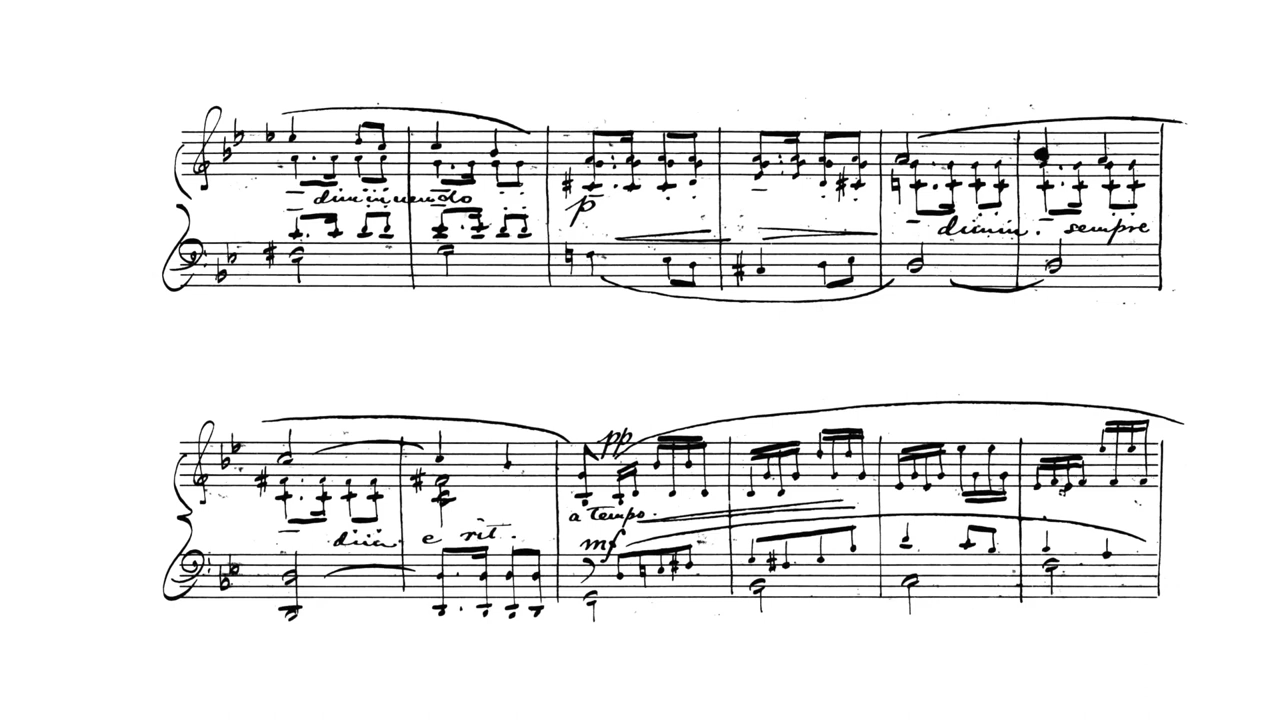 diminuendo
p
dimin. sempre
pp
dim. e rit.
a tempo.
mf